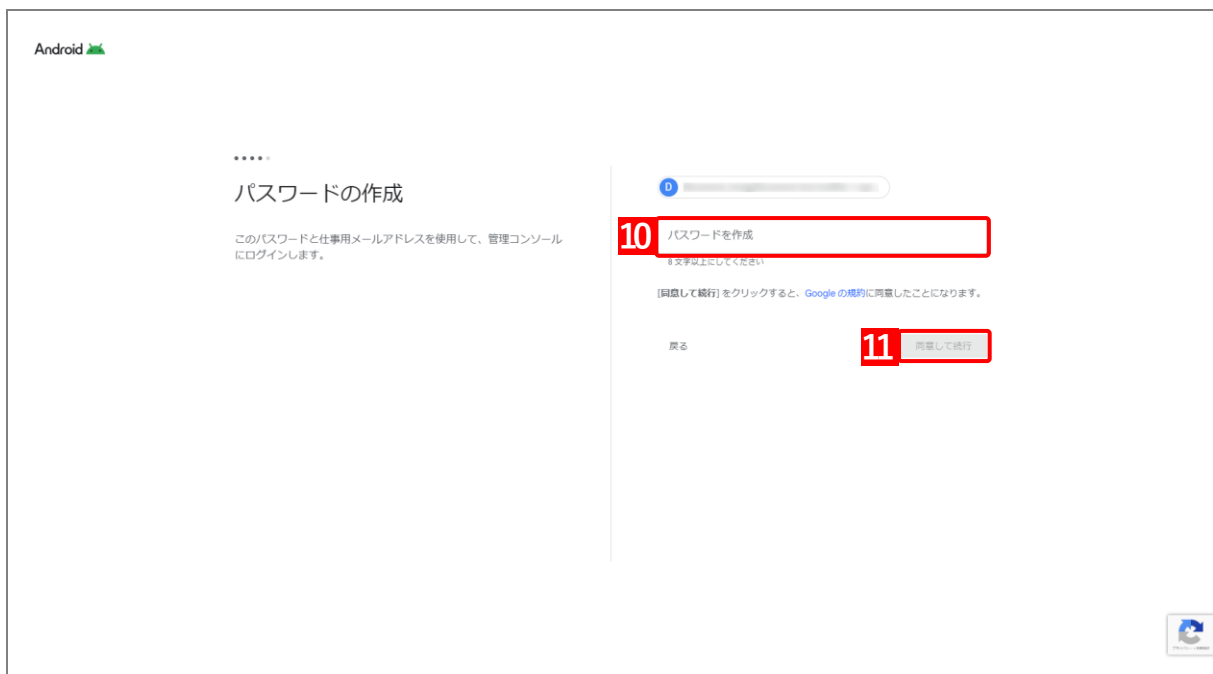 Android
パスワードの作成
このパスワードと仕事用メールアドレスを使用して、管理コンソール
にログインします。
D
10
パスワードを作成
8 文字以上にしてください
[同意して続行] をクリックすると、Google の規約に同意したことになります。
戻る
11
同意して続行